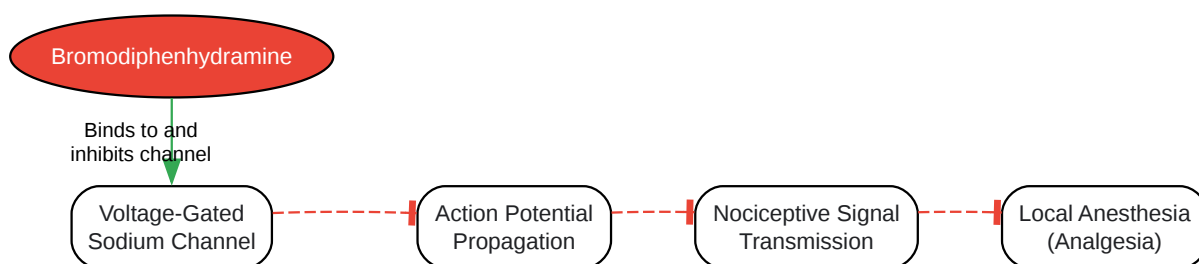 Bromodiphenhydramine
Binds to and
inhibits channel
Voltage-Gated
Sodium Channel
Action Potential
Propagation
Nociceptive Signal
Transmission
Local Anesthesia
(Analgesia)